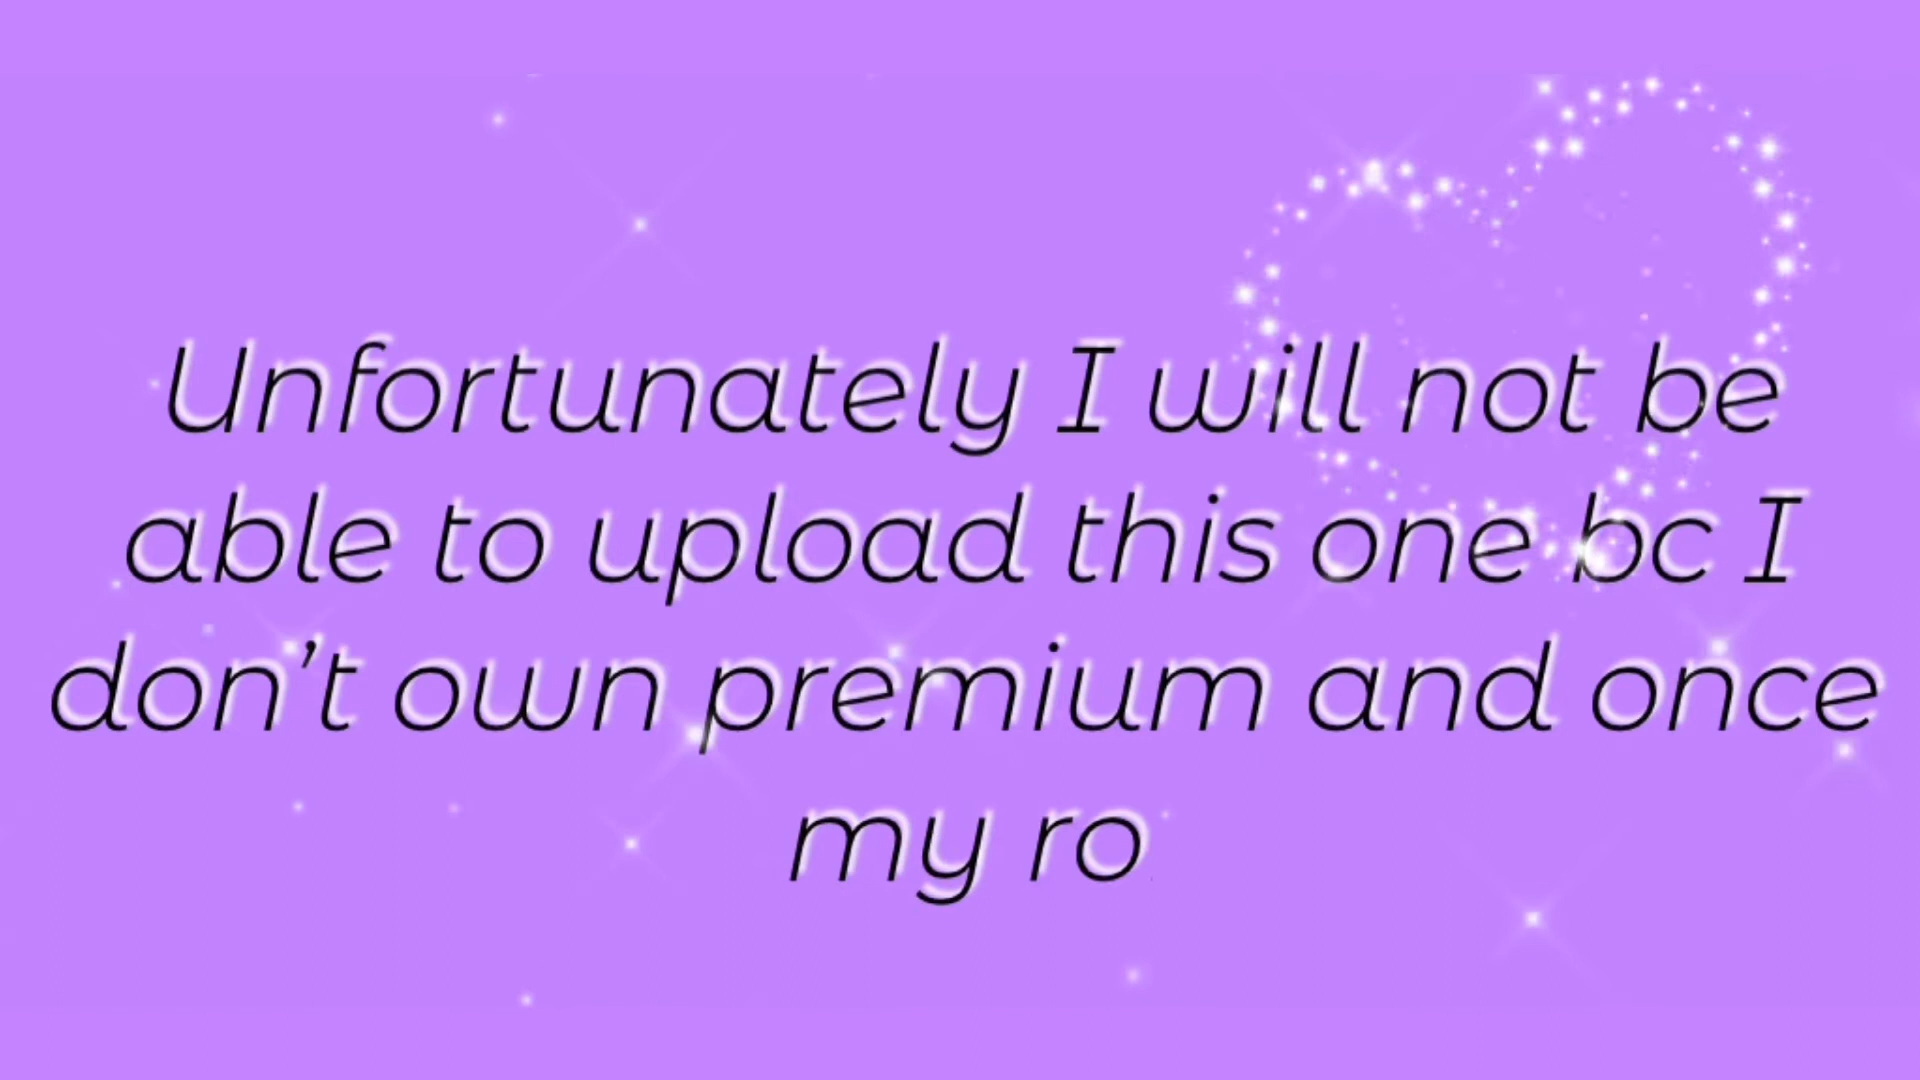 Unfortunately I will not be
able to upload this one bc I
don't own premium and once
my ro